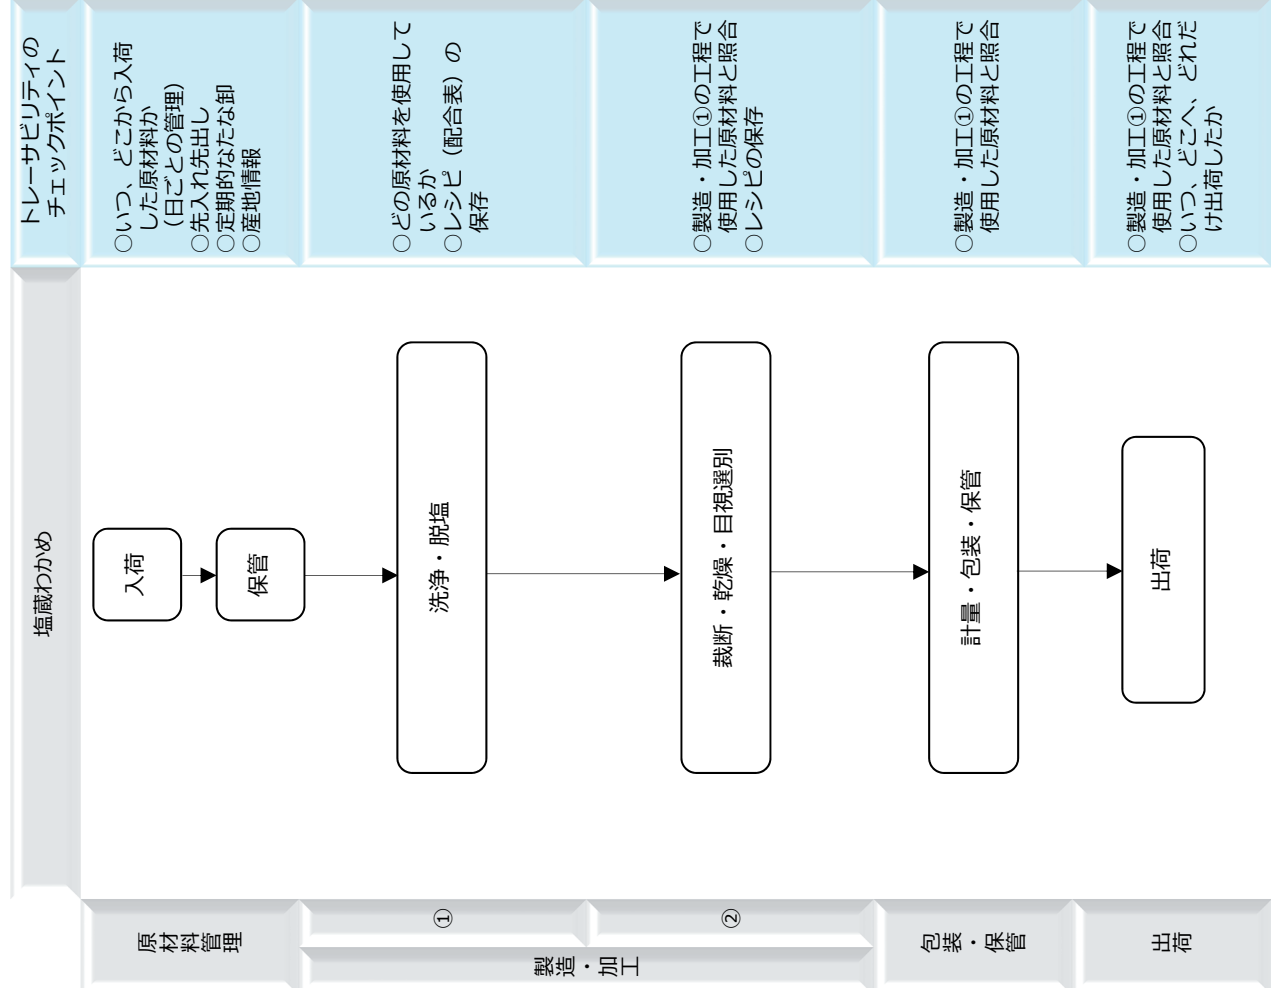 塩蔵わかめ
トレーサビリティの
チェックポイント
原材料管理
入荷
保管
○いつ、どこから入荷
した原材料か
（日ごとの管理）
○先入れ先出し
○定期的なたな卸
○産地情報
製造・加工
①
洗浄・脱塩
○どの原材料を使用して
いるか
○レシピ（配合表）の
保存
②
裁断・乾燥・目視選別
○製造・加工①の工程で
使用した原材料と照合
○レシピの保存
包装・保管
計量・包装・保管
○製造・加工①の工程で
使用した原材料と照合
出荷
出荷
○製造・加工①の工程で
使用した原材料と照合
○いつ、どこへ、どれだ
け出荷したか